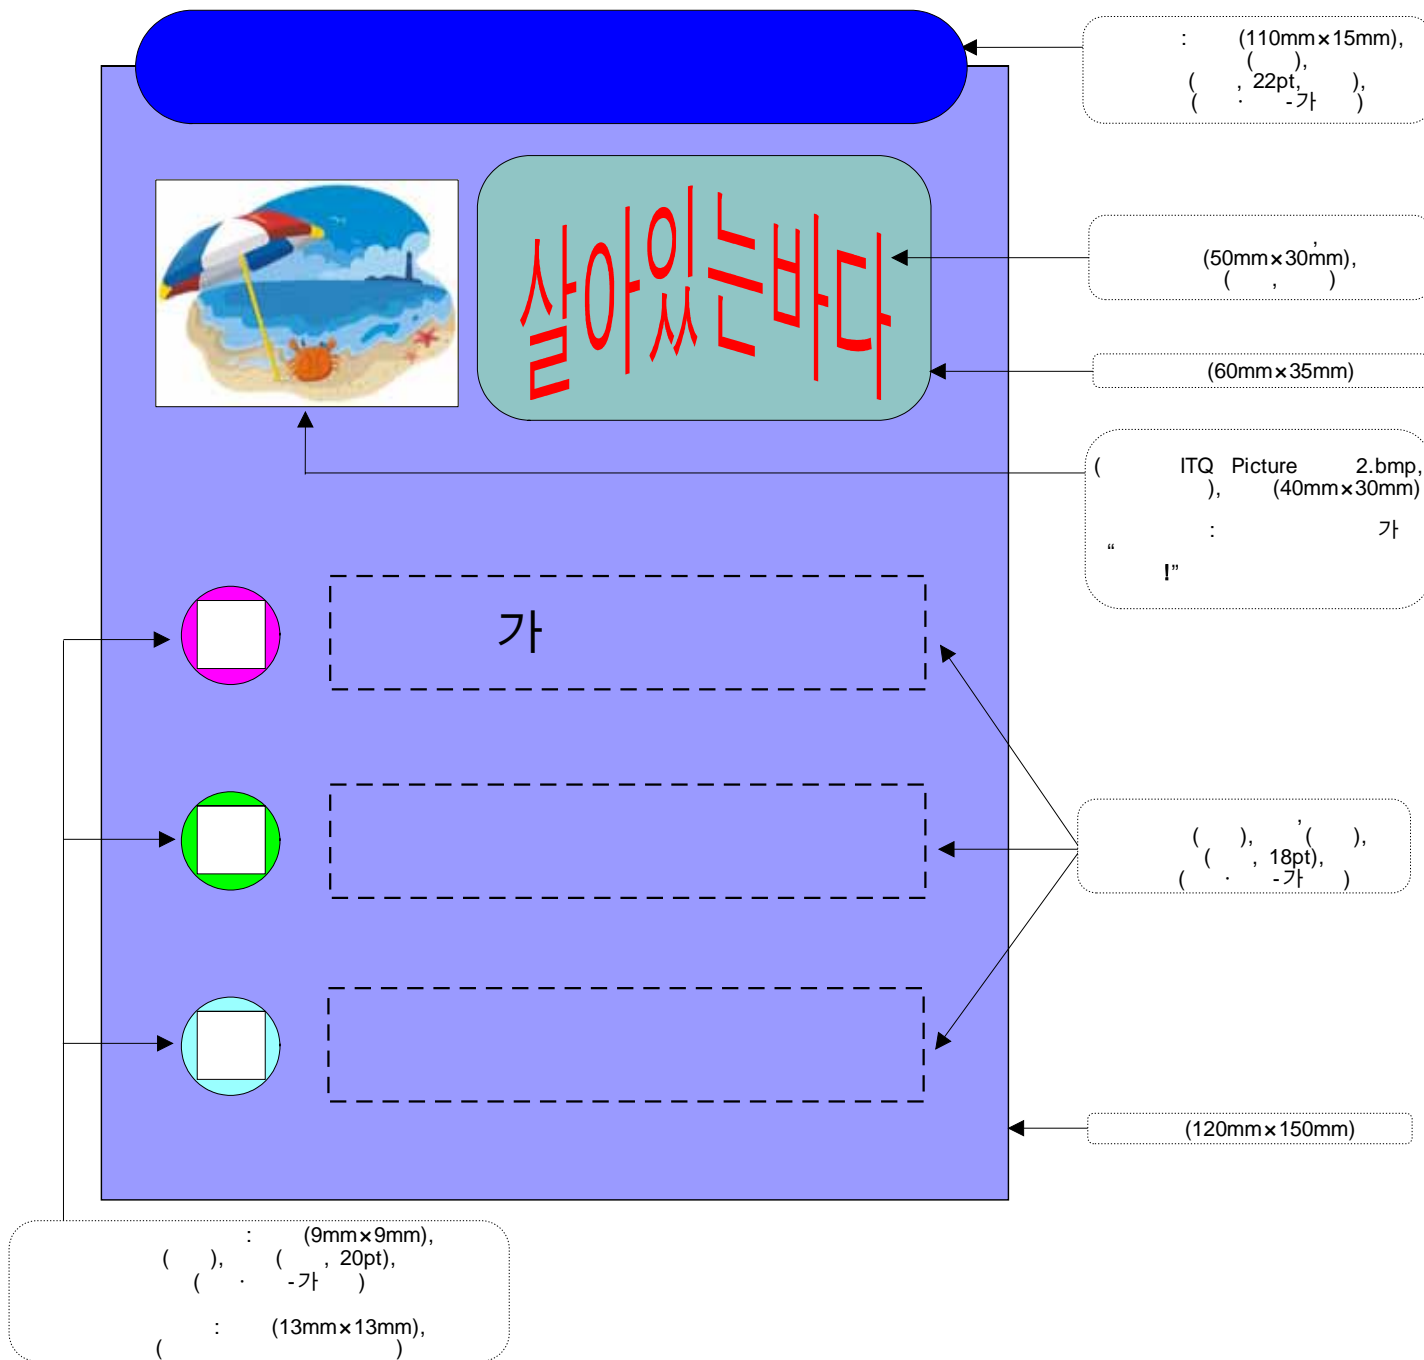 : (110mm×15mm),
( ),
( , 22pt, ),
( · -가 )
살아있는바다
,
(50mm×30mm),
( , )
(60mm×35mm)
( ITQ Picture 2.bmp,
), (40mm×30mm)
: 가
“
!”
가
,
( ), ( ),
( , 18pt),
( · -가 )
(120mm×150mm)
: (9mm×9mm),
( ), ( , 20pt),
( · -가 )
: (13mm×13mm),
( )